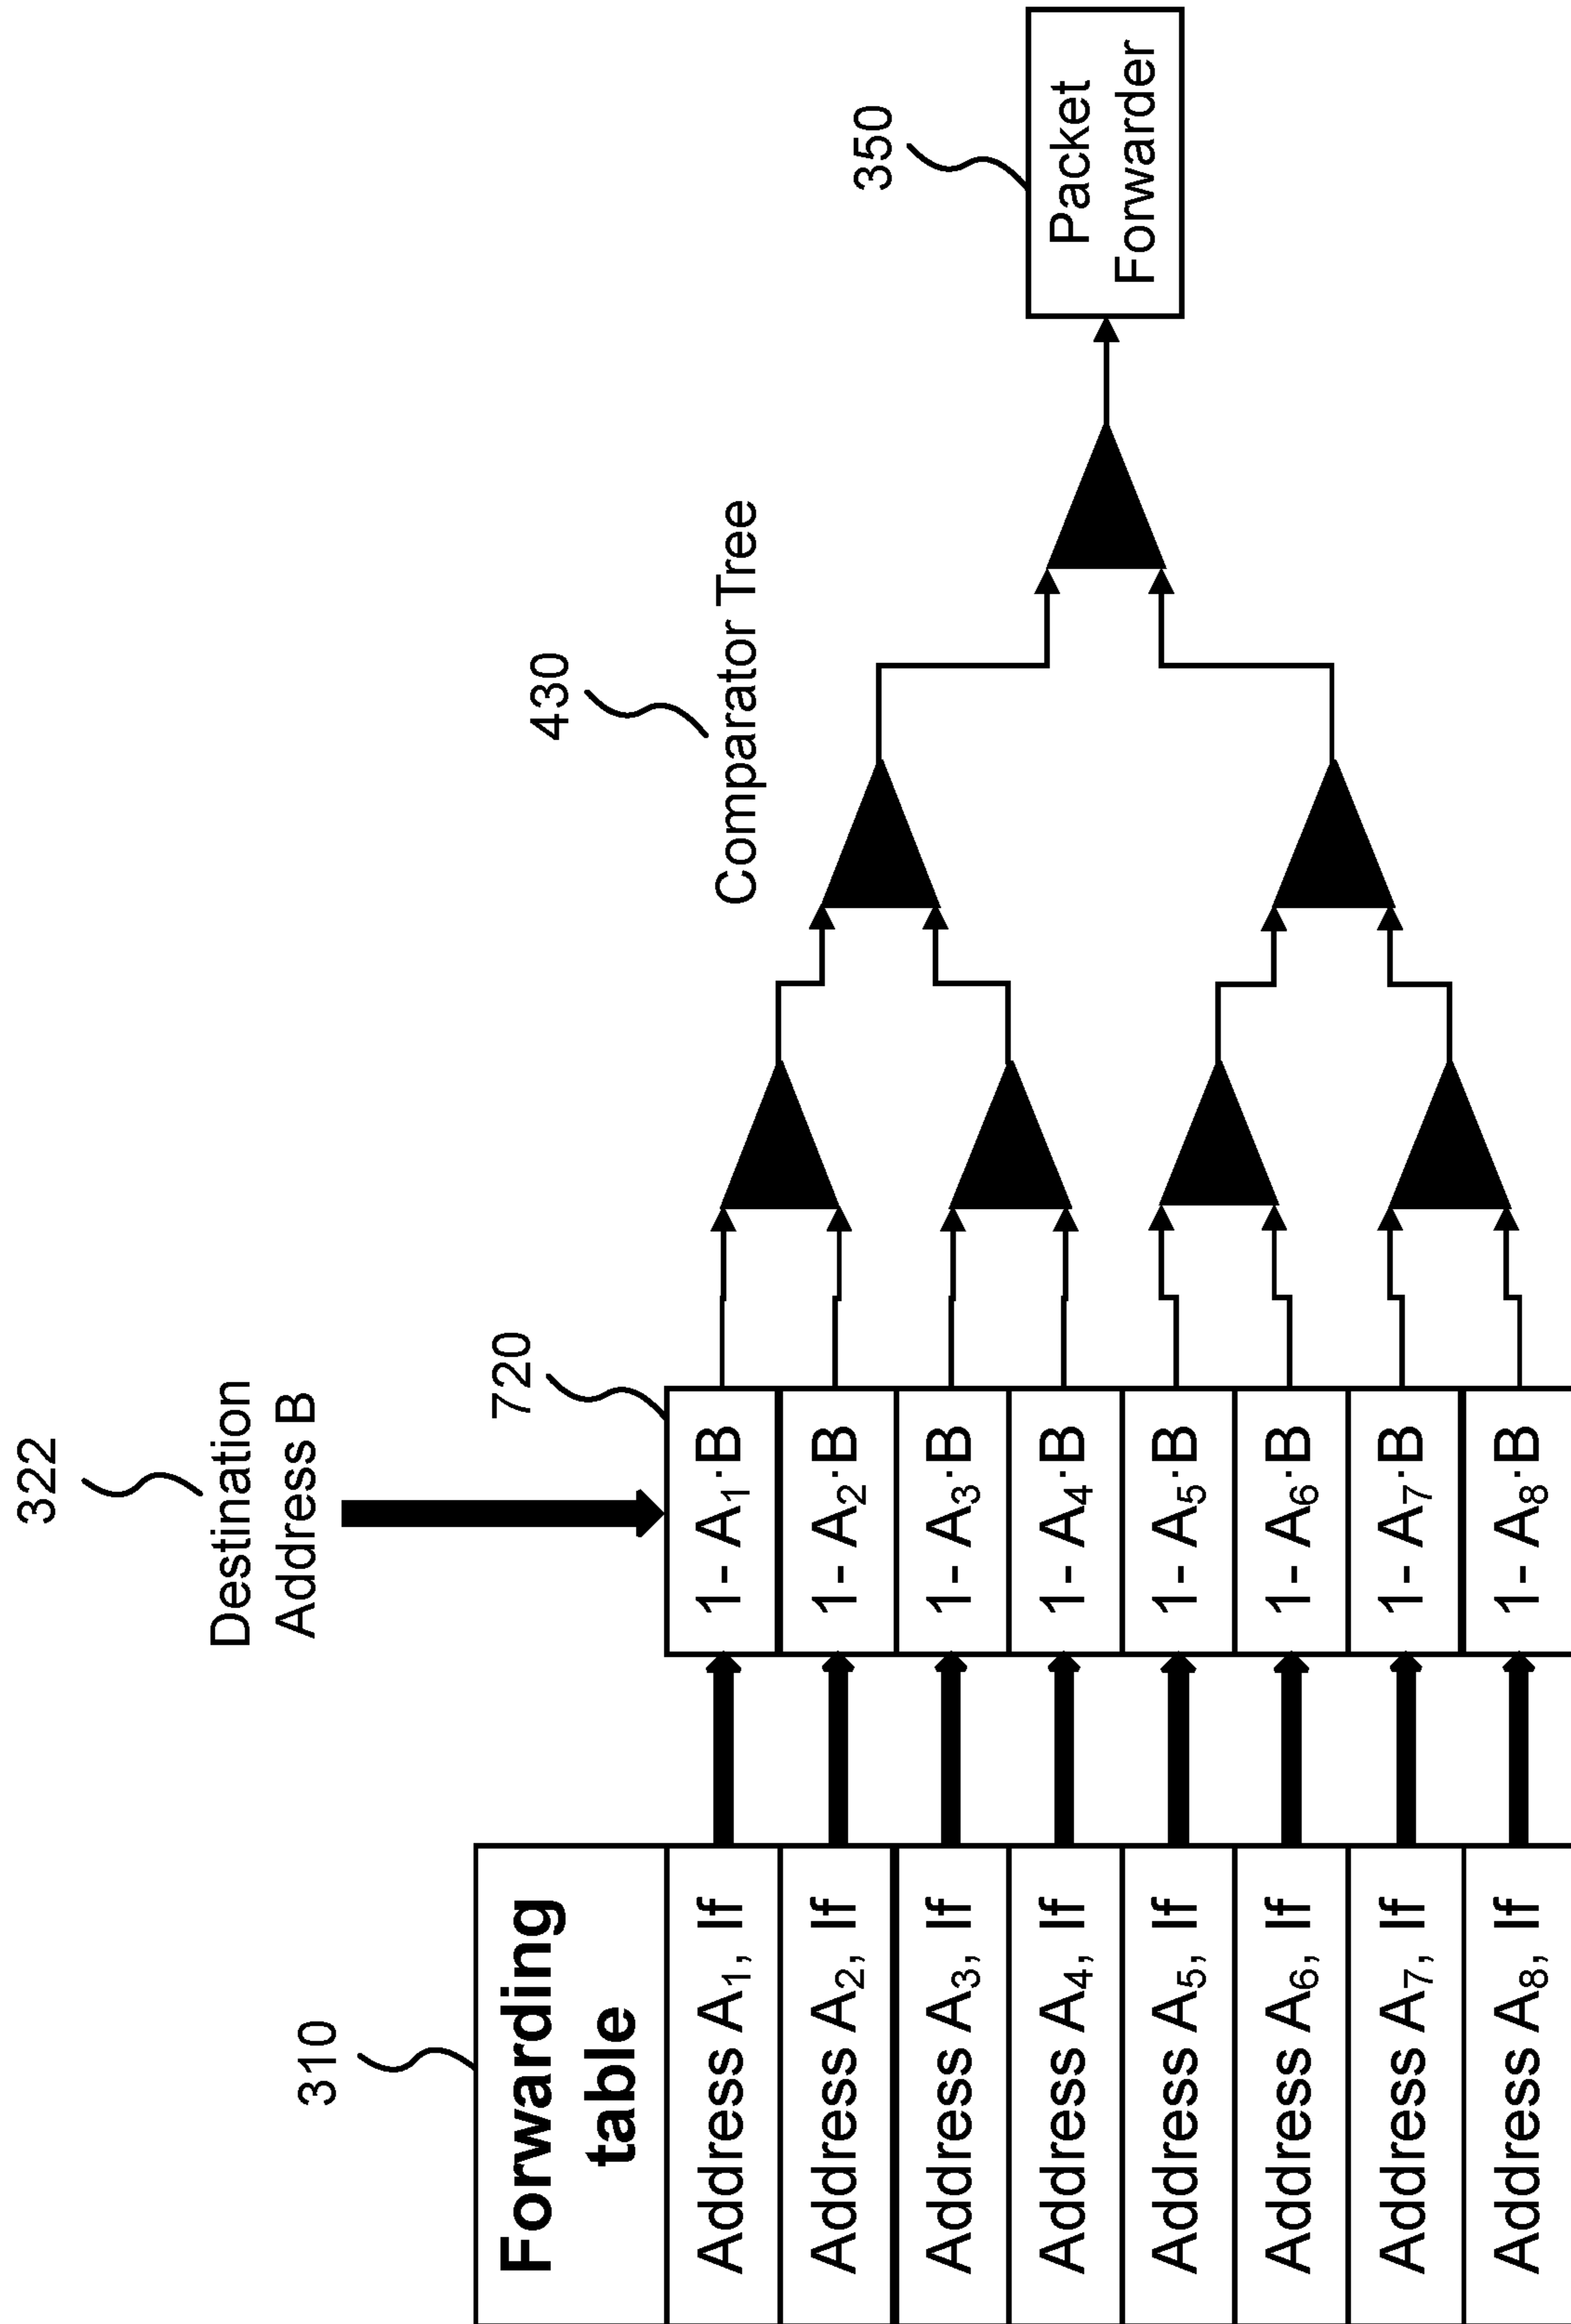 322
Destination
Address B
310
Forwarding
table
Address A₁, If
Address A₂, If
Address A₃, If
Address A₄, If
Address A₅, If
Address A₆, If
Address A₇, If
Address A₈, If
720
1- A₁·B
1- A₂·B
1- A₃·B
1- A₄·B
1- A₅·B
1- A₆·B
1- A₇·B
1- A₈·B
430
Comparator Tree
350
Packet
Forwarder